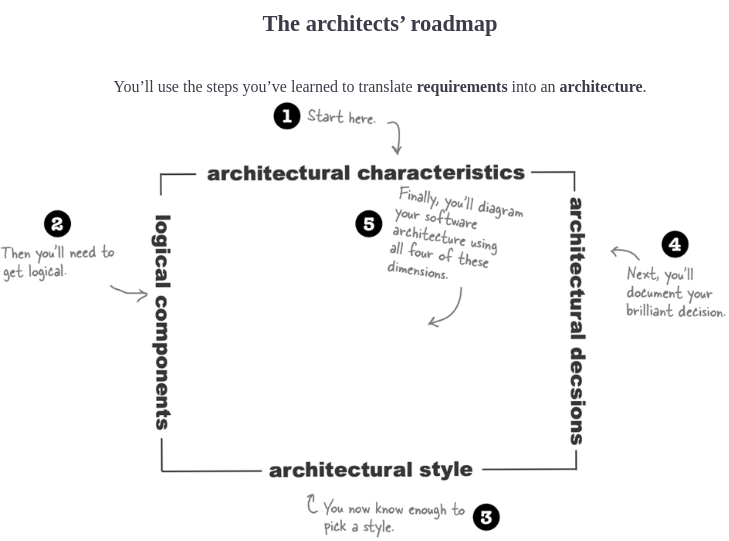 The architects’ roadmap
You’ll use the steps you’ve learned to translate requirements into an architecture.
1 Start here.
architectural characteristics
2
Then you’ll need to
get logical.
logical components
5 Finally, you’ll diagram
your software
architecture using
all four of these
dimensions.
architectural decsions
4
Next, you’ll
document your
brilliant decision.
architectural style
You now know enough to
pick a style.
3